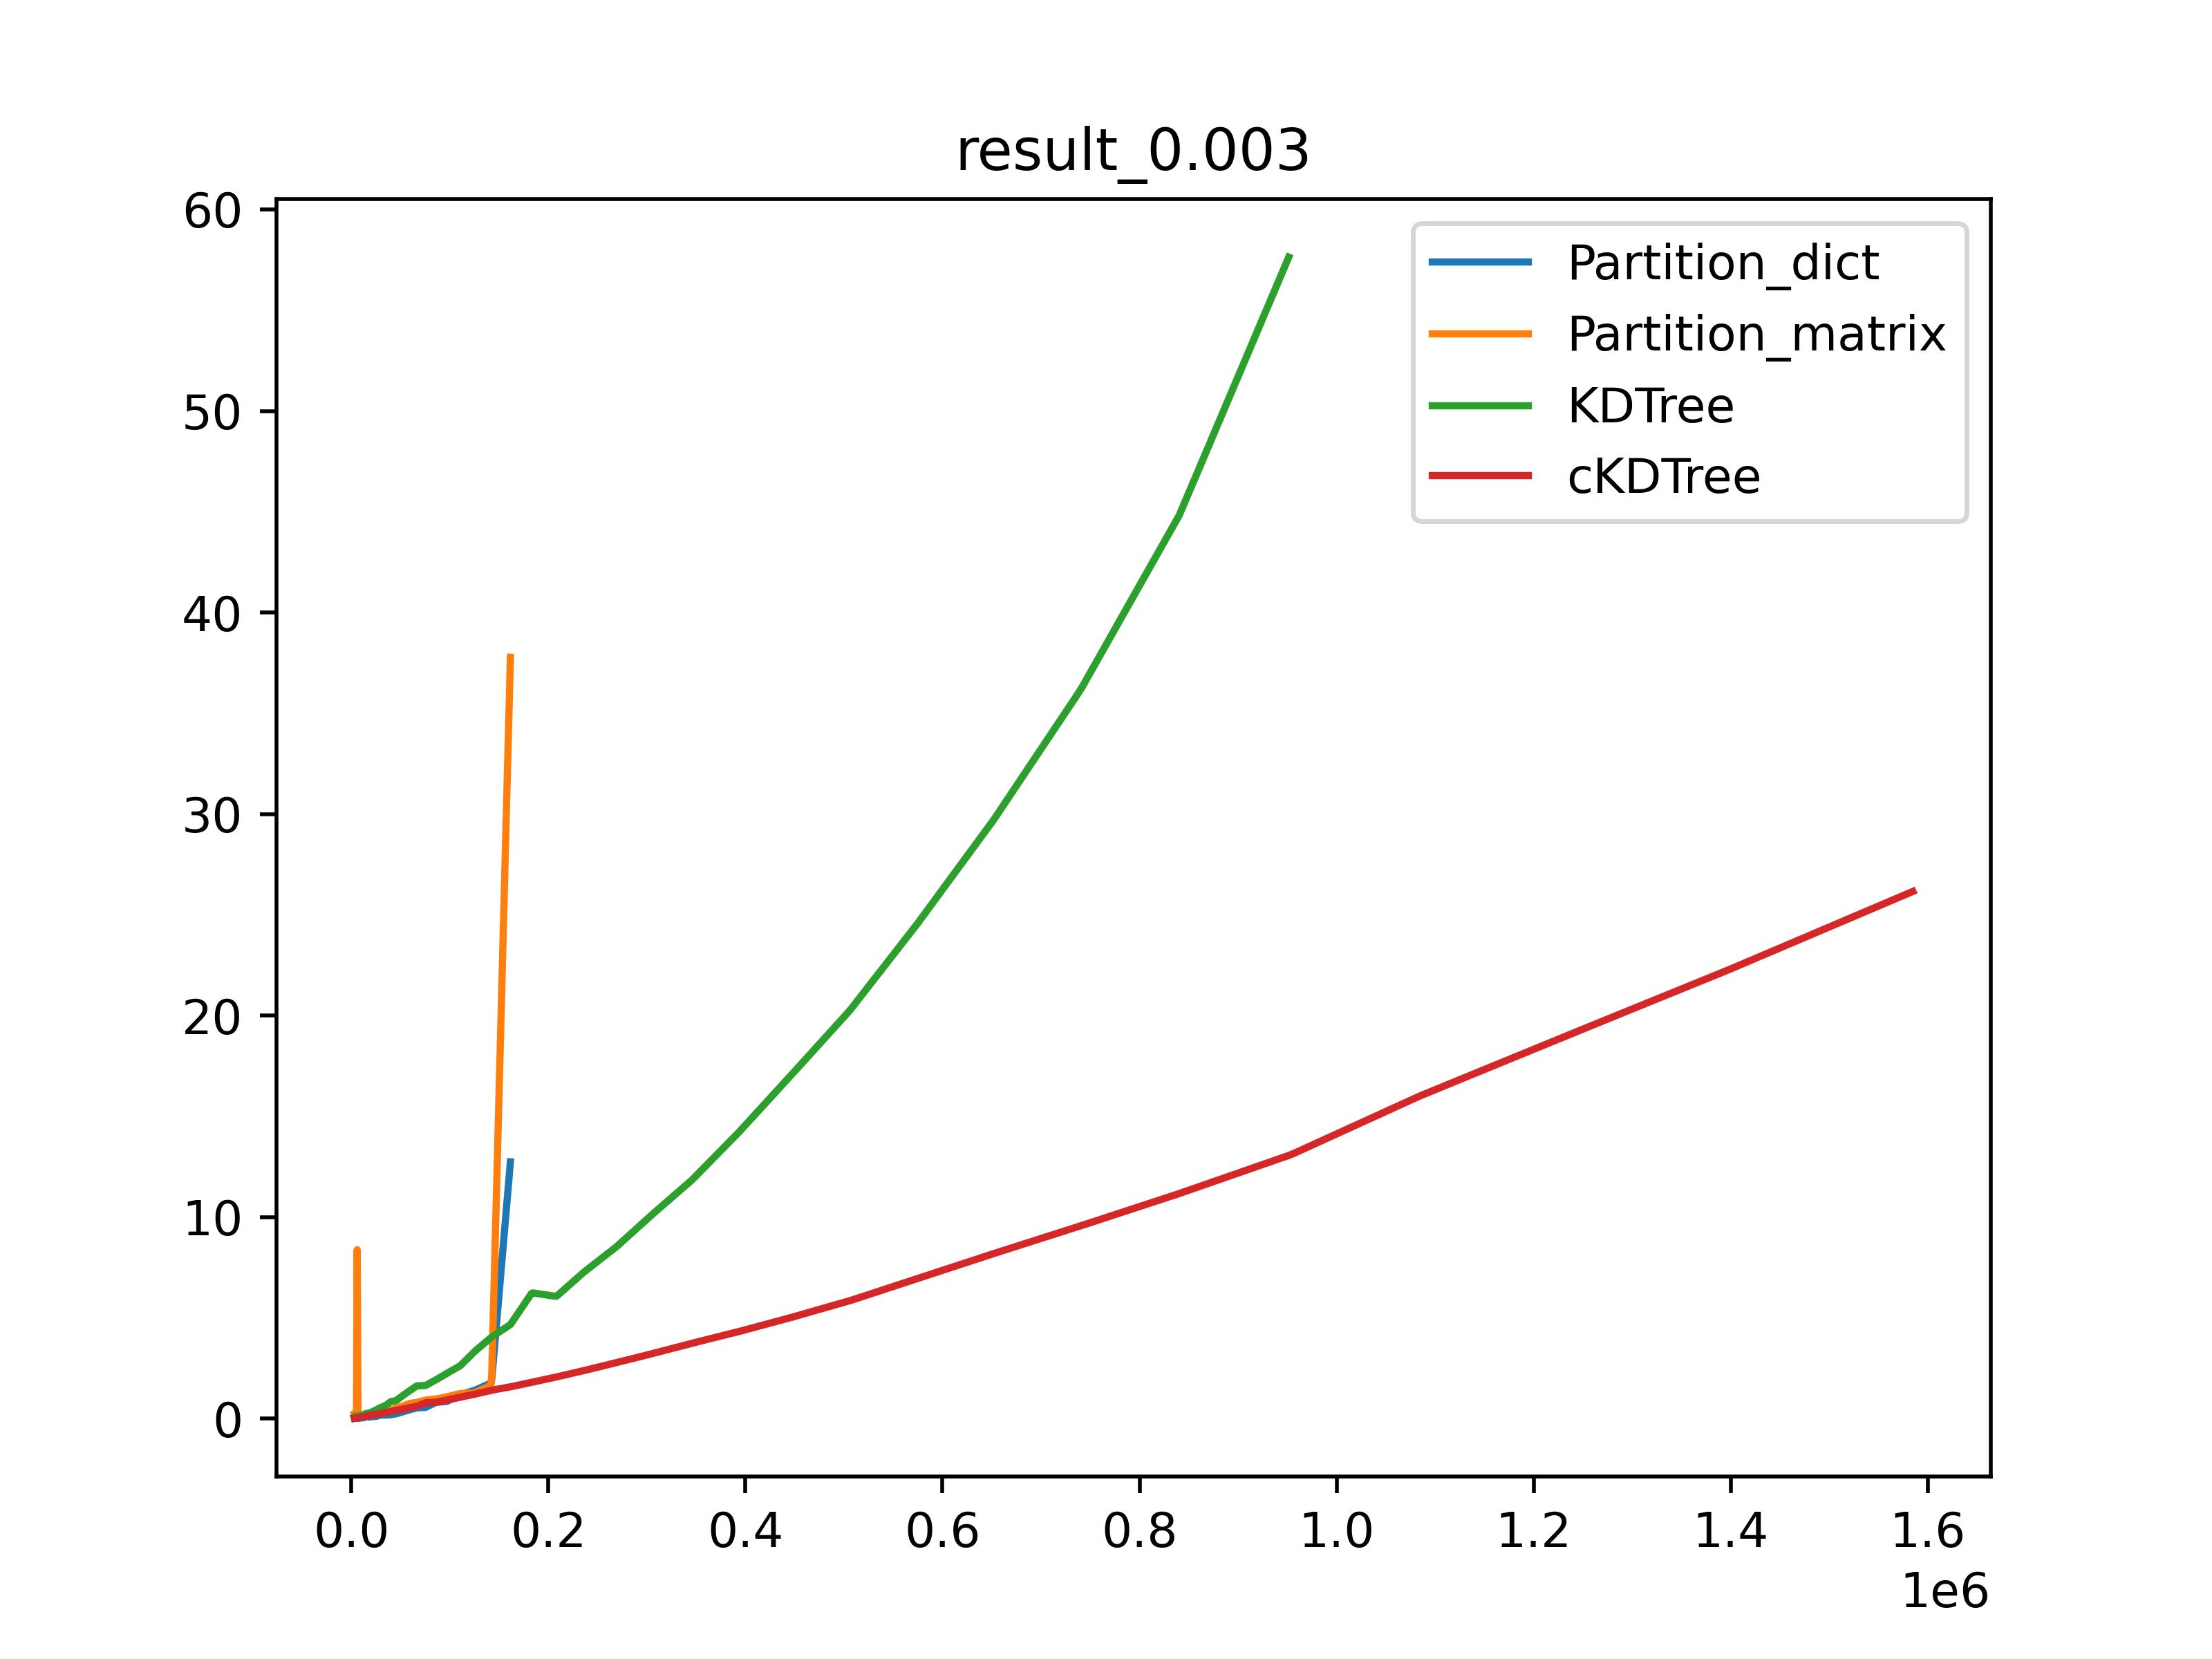 result_0.003
60
50
40
30
20
10
0
Partition_dict
Partition_matrix
KDTree
cKDTree
0.0 0.2 0.4 0.6 0.8 1.0 1.2 1.4 1.6
1e6